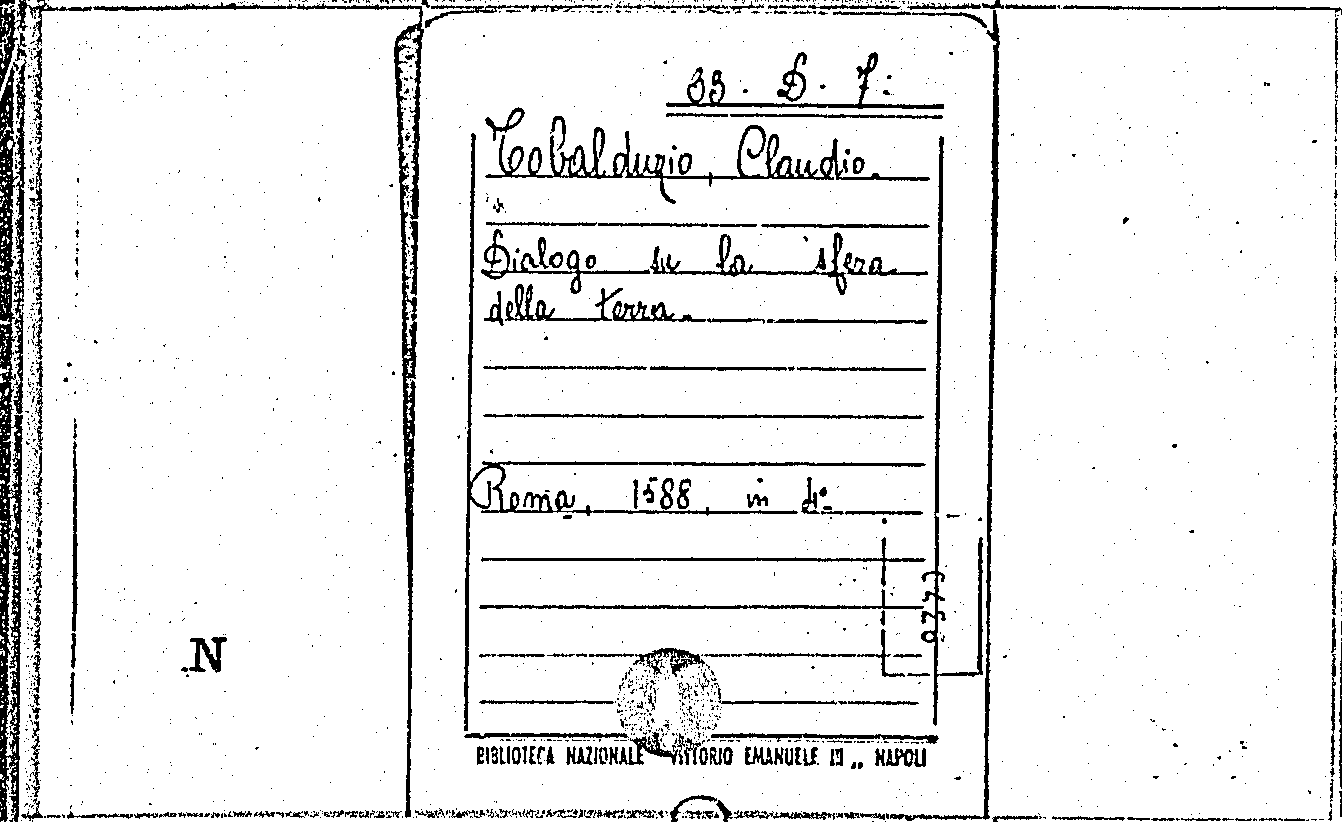 33. D. 7:
Tobalduzio, Claudio.
Dialogo su la sfera
della terra.
Roma, 1588, in 4°
N
BIBLIOTECA NAZIONALE VITTORIO EMANUELE III „ NAPOLI